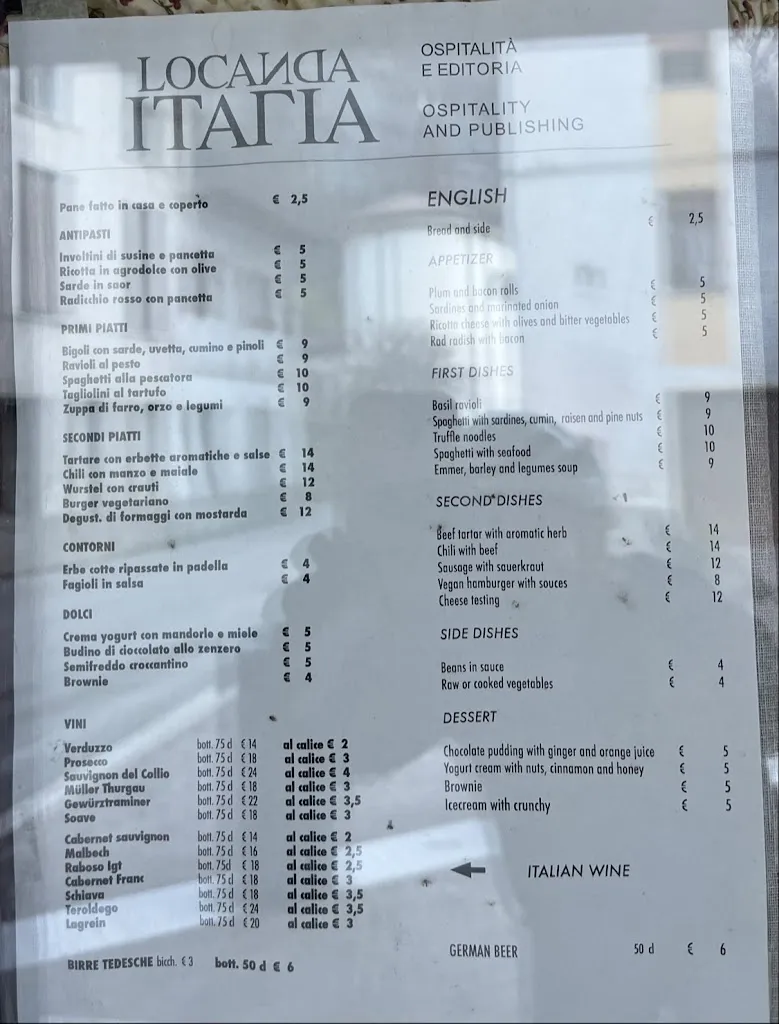 LOCANDA
ITALIA
OSPITALITÀ
E EDITORIA
OSPITALITY
AND PUBLISHING
Pane fatto in casa e coperto € 2,5
ANTIPASTI
Involtini di susine e pancetta € 5
Ricotta in agrodolce con olive € 5
Sarde in saor € 5
Radicchio rosso con pancetta € 5
PRIMI PIATTI
Bigoli con sarde, uvetta, cumino e pinoli € 9
Ravioli al pesto € 9
Spaghetti alla pescatora € 10
Tagliolini al tartufo € 10
Zuppa di farro, orzo e legumi € 9
SECONDI PIATTI
Tartare con erbette aromatiche e salse € 14
Chili con manzo e maiale € 14
Wurstel con crauti € 12
Burger vegetariano € 8
Degust. di formaggi con mostarda € 12
CONTORNI
Erbe cotte ripassate in padella € 4
Fagioli in salsa € 4
DOLCI
Crema yogurt con mandorle e miele € 5
Budino di cioccolato allo zenzero € 5
Semifreddo croccantino € 5
Brownie € 4
VINI
Verduzzo bott. 75 d € 14 al calice € 2
Prosecco bott. 75 d € 18 al calice € 3
Sauvignon del Collio bott. 75 d € 24 al calice € 4
Müller Thurgau bott. 75 d € 18 al calice € 3
Gewürztraminer bott. 75 d € 22 al calice € 3,5
Soave bott. 75 d € 18 al calice € 3
Cabernet sauvignon bott. 75 d € 14 al calice € 2
Malbech bott. 75 d € 16 al calice € 2,5
Raboso Igt bott. 75d € 18 al calice € 2,5
Cabernet Franc bott. 75 d € 18 al calice € 3
Schiava bott. 75 d € 18 al calice € 3,5
Teroldego bott. 75 d € 24 al calice € 3,5
Lagrein bott. 75 d € 20 al calice € 3
BIRRE TEDESCHE bicch. € 3 bott. 50 d € 6
ENGLISH
Bread and side € 2,5
APPETIZER
Plum and bacon rolls € 5
Sardines and marinated onion € 5
Ricotta cheese with olives and bitter vegetables € 5
Rad radish with bacon € 5
FIRST DISHES
Basil ravioli € 9
Spaghetti with sardines, cumin, raisen and pine nuts € 9
Truffle noodles € 10
Spaghetti with seafood € 10
Emmer, barley and legumes soup € 9
SECOND DISHES
Beef tartar with aromatic herb € 14
Chili with beef € 14
Sausage with sauerkraut € 12
Vegan hamburger with souces € 8
Cheese testing € 12
SIDE DISHES
Beans in sauce € 4
Raw or cooked vegetables € 4
DESSERT
Chocolate pudding with ginger and orange juice € 5
Yogurt cream with nuts, cinnamon and honey € 5
Brownie € 5
Icecream with crunchy € 5
ITALIAN WINE
GERMAN BEER 50 d € 6